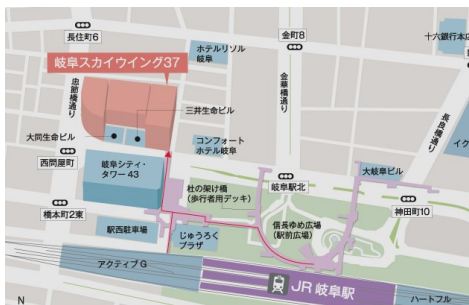 長住町6
金町8
十六銀行本店
ホテルリソル
岐阜
岐阜スカイウイング37
忠節橋通り
金華橋通り
長良橋通り
三井生命ビル
大同生命ビル
コンフォート
ホテル岐阜
西問屋町
岐阜シティ・
タワー43
杜の架け橋
(歩行者用デッキ)
岐阜駅北
大岐阜ビル
橋本町2東
神田町10
信長ゆめ広場
(駅前広場)
駅西駐車場
じゅうろく
プラザ
アクティブG
JR岐阜駅
ハートフル
N
イク